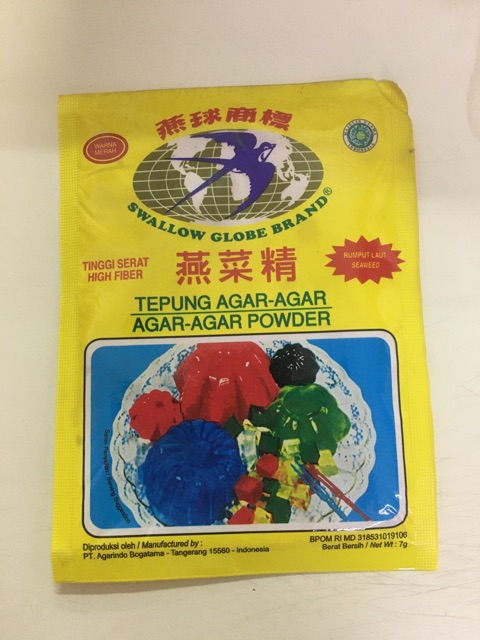 燕球商標
WARNA
MERAH
SWALLOW GLOBE BRAND®
TINGGI SERAT
HIGH FIBER
燕菜精
RUMPUT LAUT
SEAWEED
TEPUNG AGAR-AGAR
AGAR-AGAR POWDER
Saran Penyajian
Diproduksi oleh / Manufactured by :
PT. Agarindo Bogatama - Tangerang 15560 - Indonesia
BPOM RI MD 318531019106
Berat Bersih / Net Wt : 7g